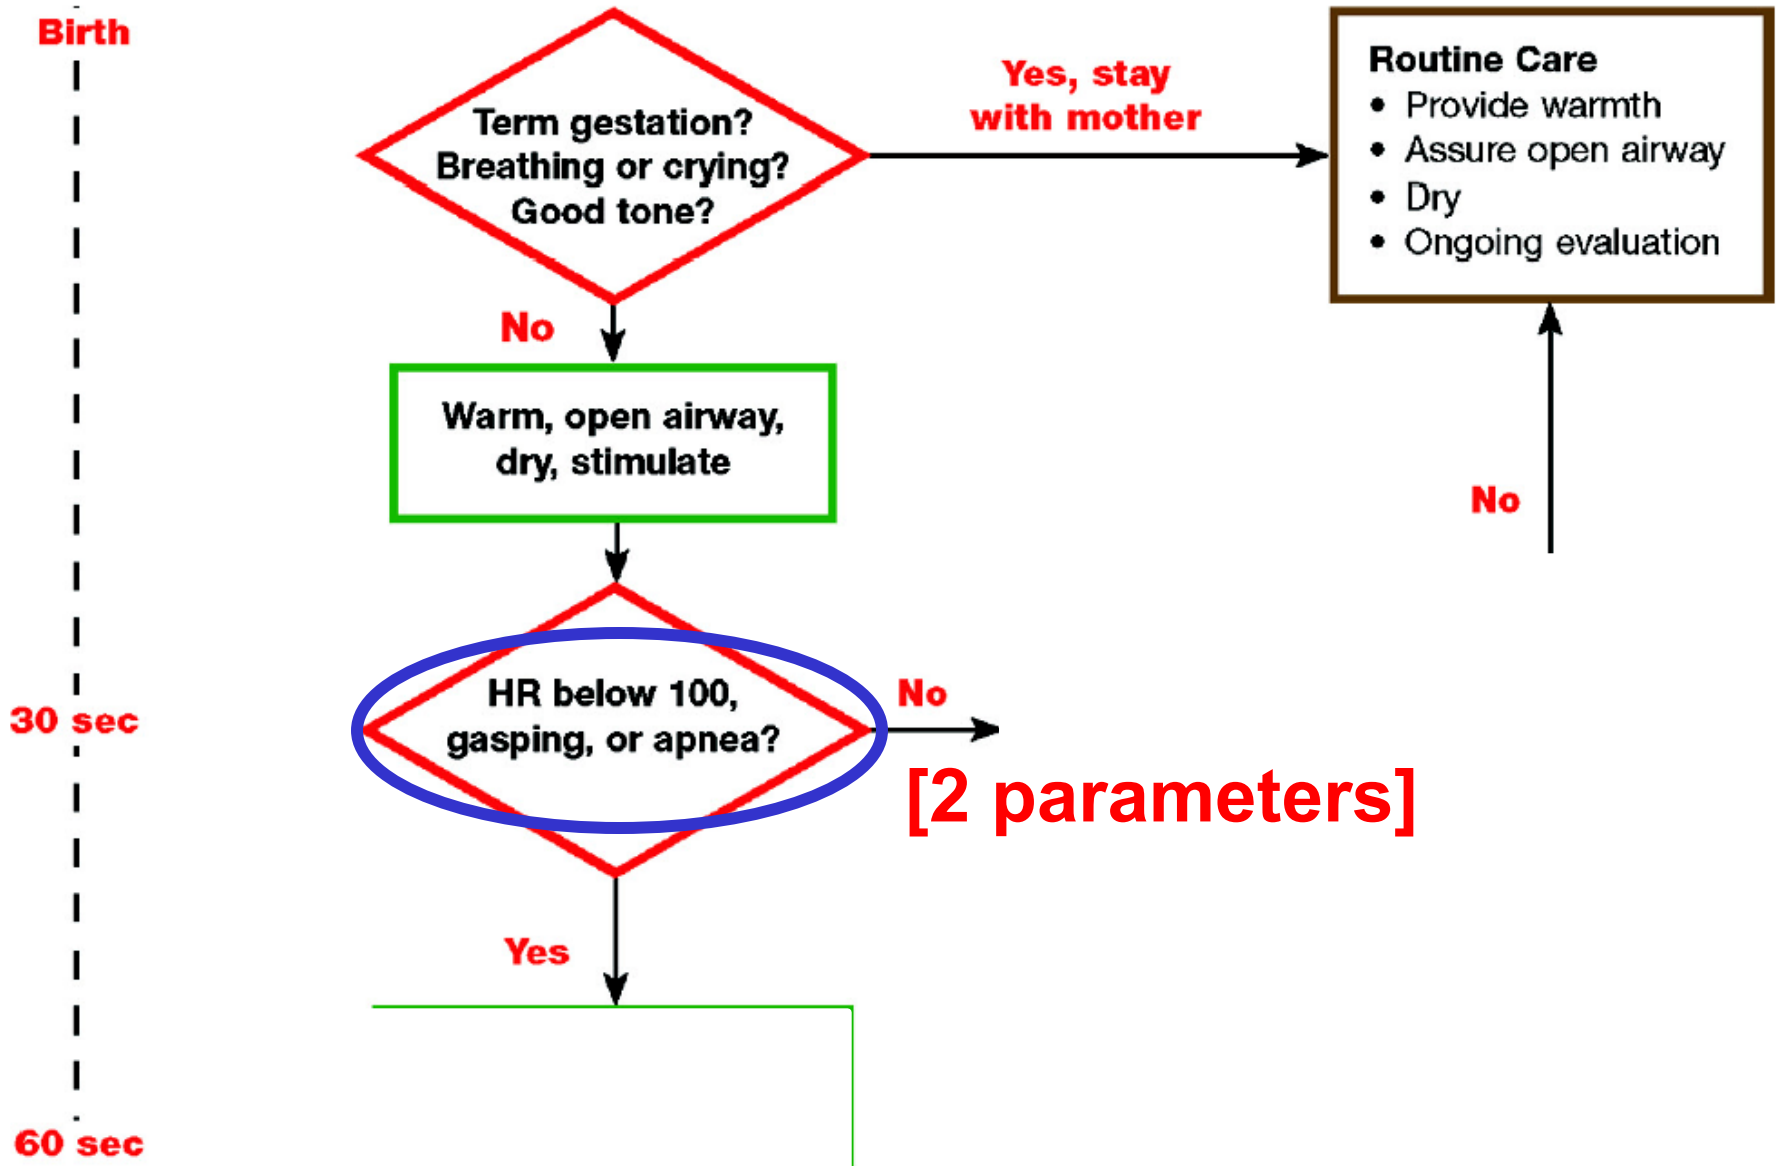 Birth
Term gestation?
Breathing or crying?
Good tone?
Yes, stay
with mother
Routine Care
• Provide warmth
• Assure open airway
• Dry
• Ongoing evaluation
No
Warm, open airway,
dry, stimulate
No
30 sec
HR below 100,
gasping, or apnea?
No
[2 parameters]
Yes
60 sec